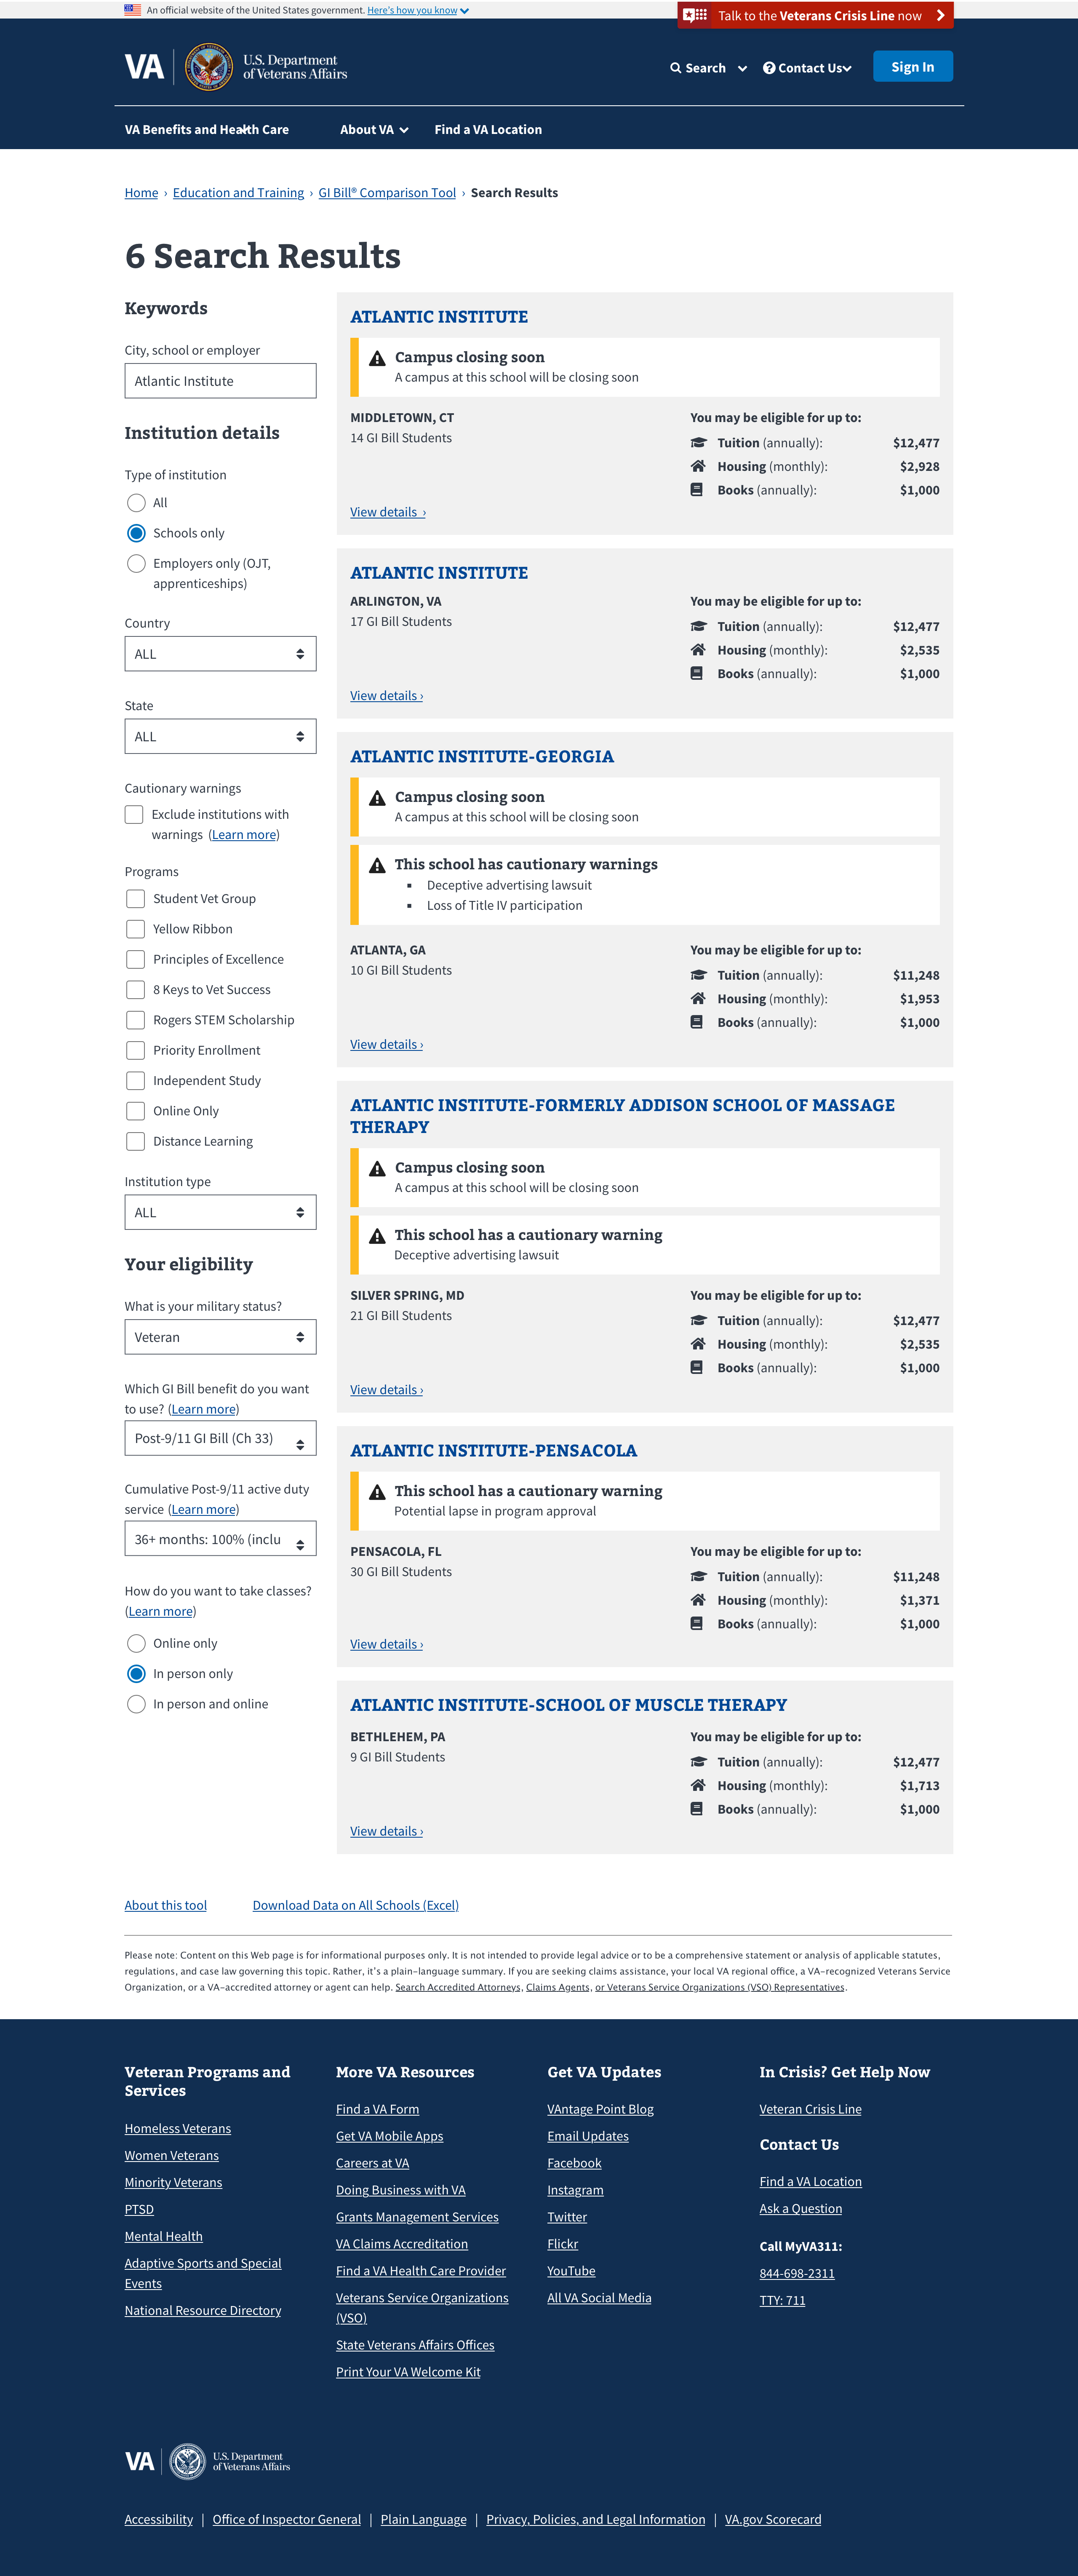 An official website of the United States government. Here's how you know
Talk to the Veterans Crisis Line now
VA
U.S. Department
of Veterans Affairs
Search
Contact Us
Sign In
VA Benefits and Health Care
About VA
Find a VA Location
Home › Education and Training › GI Bill® Comparison Tool › Search Results
6 Search Results
Keywords
City, school or employer
Atlantic Institute
Institution details
Type of institution
All
Schools only
Employers only (OJT,
apprenticeships)
Country
ALL
State
ALL
Cautionary warnings
Exclude institutions with
warnings (Learn more)
Programs
Student Vet Group
Yellow Ribbon
Principles of Excellence
8 Keys to Vet Success
Rogers STEM Scholarship
Priority Enrollment
Independent Study
Online Only
Distance Learning
Institution type
ALL
Your eligibility
What is your military status?
Veteran
Which GI Bill benefit do you want
to use? (Learn more)
Post-9/11 GI Bill (Ch 33)
Cumulative Post-9/11 active duty
service (Learn more)
36+ months: 100% (inclu
How do you want to take classes?
(Learn more)
Online only
In person only
In person and online
ATLANTIC INSTITUTE
Campus closing soon
A campus at this school will be closing soon
MIDDLETOWN, CT
14 GI Bill Students
You may be eligible for up to:
Tuition (annually): $12,477
Housing (monthly): $2,928
Books (annually): $1,000
View details ›
ATLANTIC INSTITUTE
ARLINGTON, VA
17 GI Bill Students
You may be eligible for up to:
Tuition (annually): $12,477
Housing (monthly): $2,535
Books (annually): $1,000
View details ›
ATLANTIC INSTITUTE-GEORGIA
Campus closing soon
A campus at this school will be closing soon
This school has cautionary warnings
▪ Deceptive advertising lawsuit
▪ Loss of Title IV participation
ATLANTA, GA
10 GI Bill Students
You may be eligible for up to:
Tuition (annually): $11,248
Housing (monthly): $1,953
Books (annually): $1,000
View details ›
ATLANTIC INSTITUTE-FORMERLY ADDISON SCHOOL OF MASSAGE
THERAPY
Campus closing soon
A campus at this school will be closing soon
This school has a cautionary warning
Deceptive advertising lawsuit
SILVER SPRING, MD
21 GI Bill Students
You may be eligible for up to:
Tuition (annually): $12,477
Housing (monthly): $2,535
Books (annually): $1,000
View details ›
ATLANTIC INSTITUTE-PENSACOLA
This school has a cautionary warning
Potential lapse in program approval
PENSACOLA, FL
30 GI Bill Students
You may be eligible for up to:
Tuition (annually): $11,248
Housing (monthly): $1,371
Books (annually): $1,000
View details ›
ATLANTIC INSTITUTE-SCHOOL OF MUSCLE THERAPY
BETHLEHEM, PA
9 GI Bill Students
You may be eligible for up to:
Tuition (annually): $12,477
Housing (monthly): $1,713
Books (annually): $1,000
View details ›
About this tool
Download Data on All Schools (Excel)
Please note: Content on this Web page is for informational purposes only. It is not intended to provide legal advice or to be a comprehensive statement or analysis of applicable statutes,
regulations, and case law governing this topic. Rather, it's a plain-language summary. If you are seeking claims assistance, your local VA regional office, a VA-recognized Veterans Service
Organization, or a VA-accredited attorney or agent can help. Search Accredited Attorneys, Claims Agents, or Veterans Service Organizations (VSO) Representatives.
Veteran Programs and
Services
Homeless Veterans
Women Veterans
Minority Veterans
PTSD
Mental Health
Adaptive Sports and Special
Events
National Resource Directory
More VA Resources
Find a VA Form
Get VA Mobile Apps
Careers at VA
Doing Business with VA
Grants Management Services
VA Claims Accreditation
Find a VA Health Care Provider
Veterans Service Organizations
(VSO)
State Veterans Affairs Offices
Print Your VA Welcome Kit
Get VA Updates
VAntage Point Blog
Email Updates
Facebook
Instagram
Twitter
Flickr
YouTube
All VA Social Media
In Crisis? Get Help Now
Veteran Crisis Line
Contact Us
Find a VA Location
Ask a Question
Call MyVA311:
844-698-2311
TTY: 711
VA
U.S. Department
of Veterans Affairs
Accessibility | Office of Inspector General | Plain Language | Privacy, Policies, and Legal Information | VA.gov Scorecard